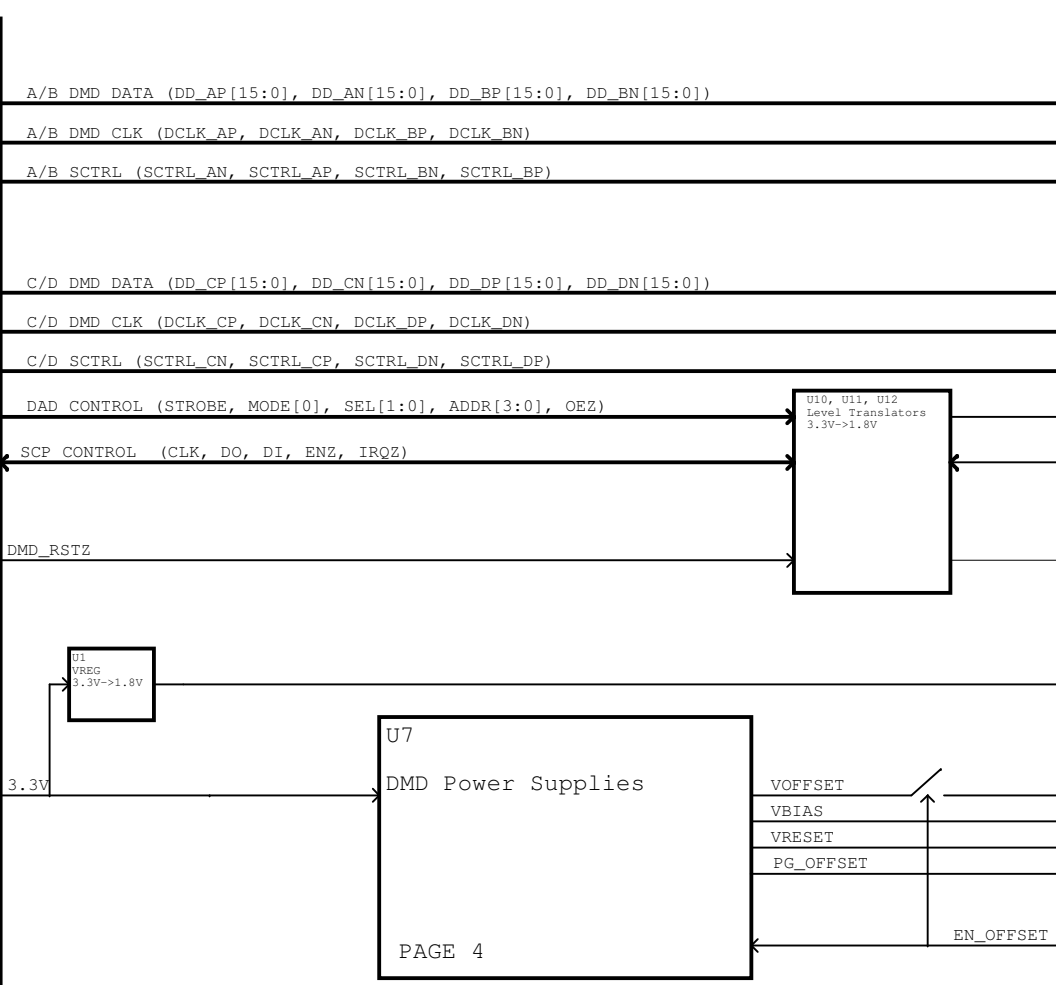 A/B DMD DATA (DD_AP[15:0], DD_AN[15:0], DD_BP[15:0], DD_BN[15:0])
A/B DMD CLK (DCLK_AP, DCLK_AN, DCLK_BP, DCLK_BN)
A/B SCTRL (SCTRL_AN, SCTRL_AP, SCTRL_BN, SCTRL_BP)
C/D DMD DATA (DD_CP[15:0], DD_CN[15:0], DD_DP[15:0], DD_DN[15:0])
C/D DMD CLK (DCLK_CP, DCLK_CN, DCLK_DP, DCLK_DN)
C/D SCTRL (SCTRL_CN, SCTRL_CP, SCTRL_DN, SCTRL_DP)
DAD CONTROL (STROBE, MODE[0], SEL[1:0], ADDR[3:0], OEZ)
U10, U11, U12
Level Translators
3.3V->1.8V
SCP CONTROL (CLK, DO, DI, ENZ, IRQZ)
DMD_RSTZ
U1
VREG
3.3V->1.8V
U7
3.3V
DMD Power Supplies
VOFFSET
VBIAS
VRESET
PG_OFFSET
EN_OFFSET
PAGE 4